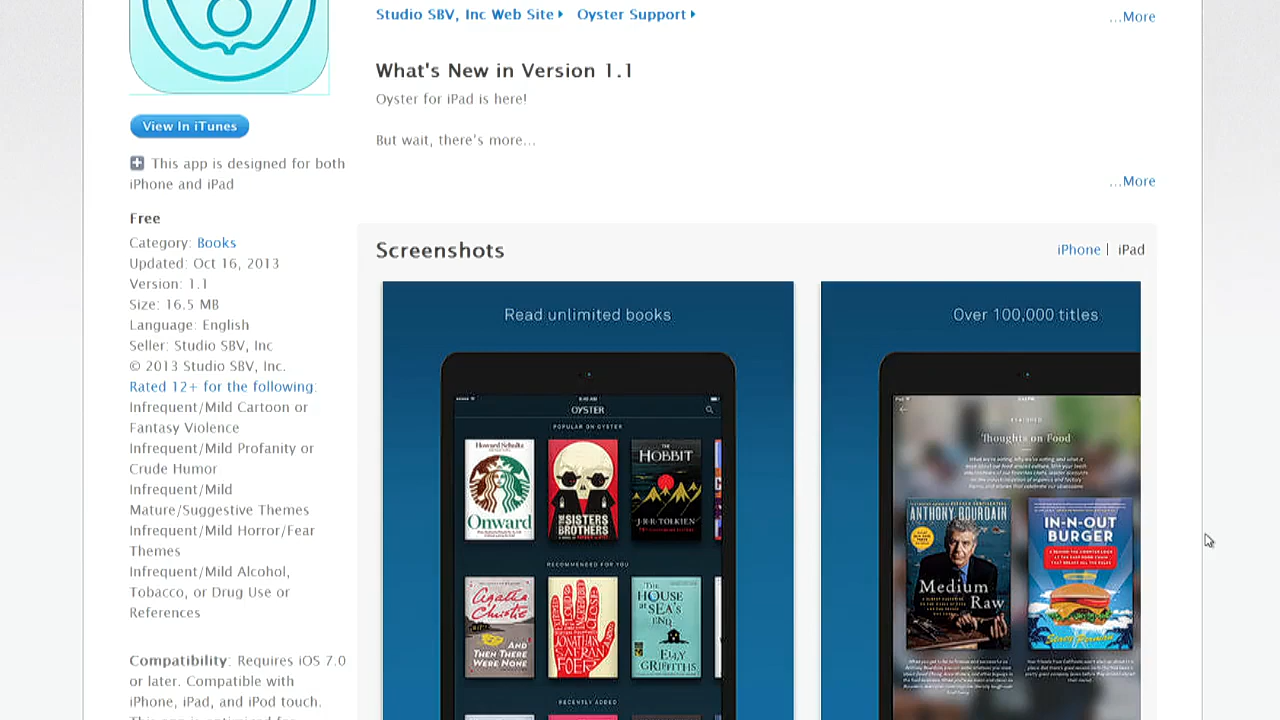 Studio SBV, Inc Web Site Oyster Support
...More
What's New in Version 1.1
Oyster for iPad is here!
But wait, there's more...
...More
View In iTunes
This app is designed for both
iPhone and iPad
Free
Category: Books
Updated: Oct 16, 2013
Version: 1.1
Size: 16.5 MB
Language: English
Seller: Studio SBV, Inc
© 2013 Studio SBV, Inc.
Rated 12+ for the following:
Infrequent/Mild Cartoon or
Fantasy Violence
Infrequent/Mild Profanity or
Crude Humor
Infrequent/Mild
Mature/Suggestive Themes
Infrequent/Mild Horror/Fear
Themes
Infrequent/Mild Alcohol,
Tobacco, or Drug Use or
References
Compatibility: Requires iOS 7.0
or later. Compatible with
iPhone, iPad, and iPod touch.
This app is optimized for
Screenshots
iPhone | iPad
Read unlimited books
OYSTER
POPULAR ON OYSTER
Howard Schultz
Onward
THE SISTERS BROTHERS
THE HOBBIT
J·R·R·TOLKIEN
RECOMMENDED FOR YOU
Agatha Christie
AND THEN THERE WERE NONE
JONATHAN SAFRAN FOER
THE HOUSE AT SEA'S END
ELLY GRIFFITHS
RECENTLY ADDED
Over 100,000 titles
Thoughts on Food
ANTHONY BOURDAIN
Medium Raw
IN-N-OUT BURGER